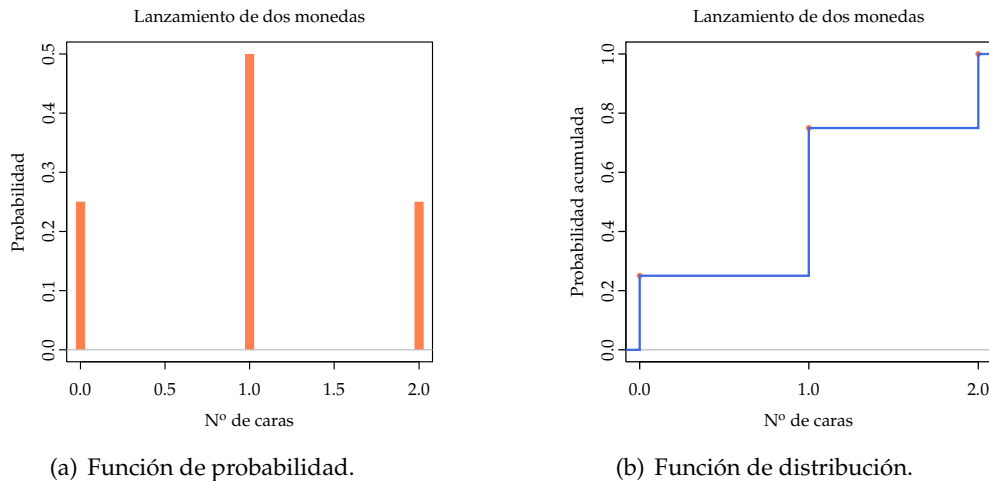 Lanzamiento de dos monedas
Probabilidad
0.5
0.4
0.3
0.2
0.1
0.0
0.0 0.5 1.0 1.5 2.0
Nº de caras
(a) Función de probabilidad.
Lanzamiento de dos monedas
Probabilidad acumulada
1.0
0.8
0.6
0.4
0.2
0.0
0.0 1.0 2.0
Nº de caras
(b) Función de distribución.